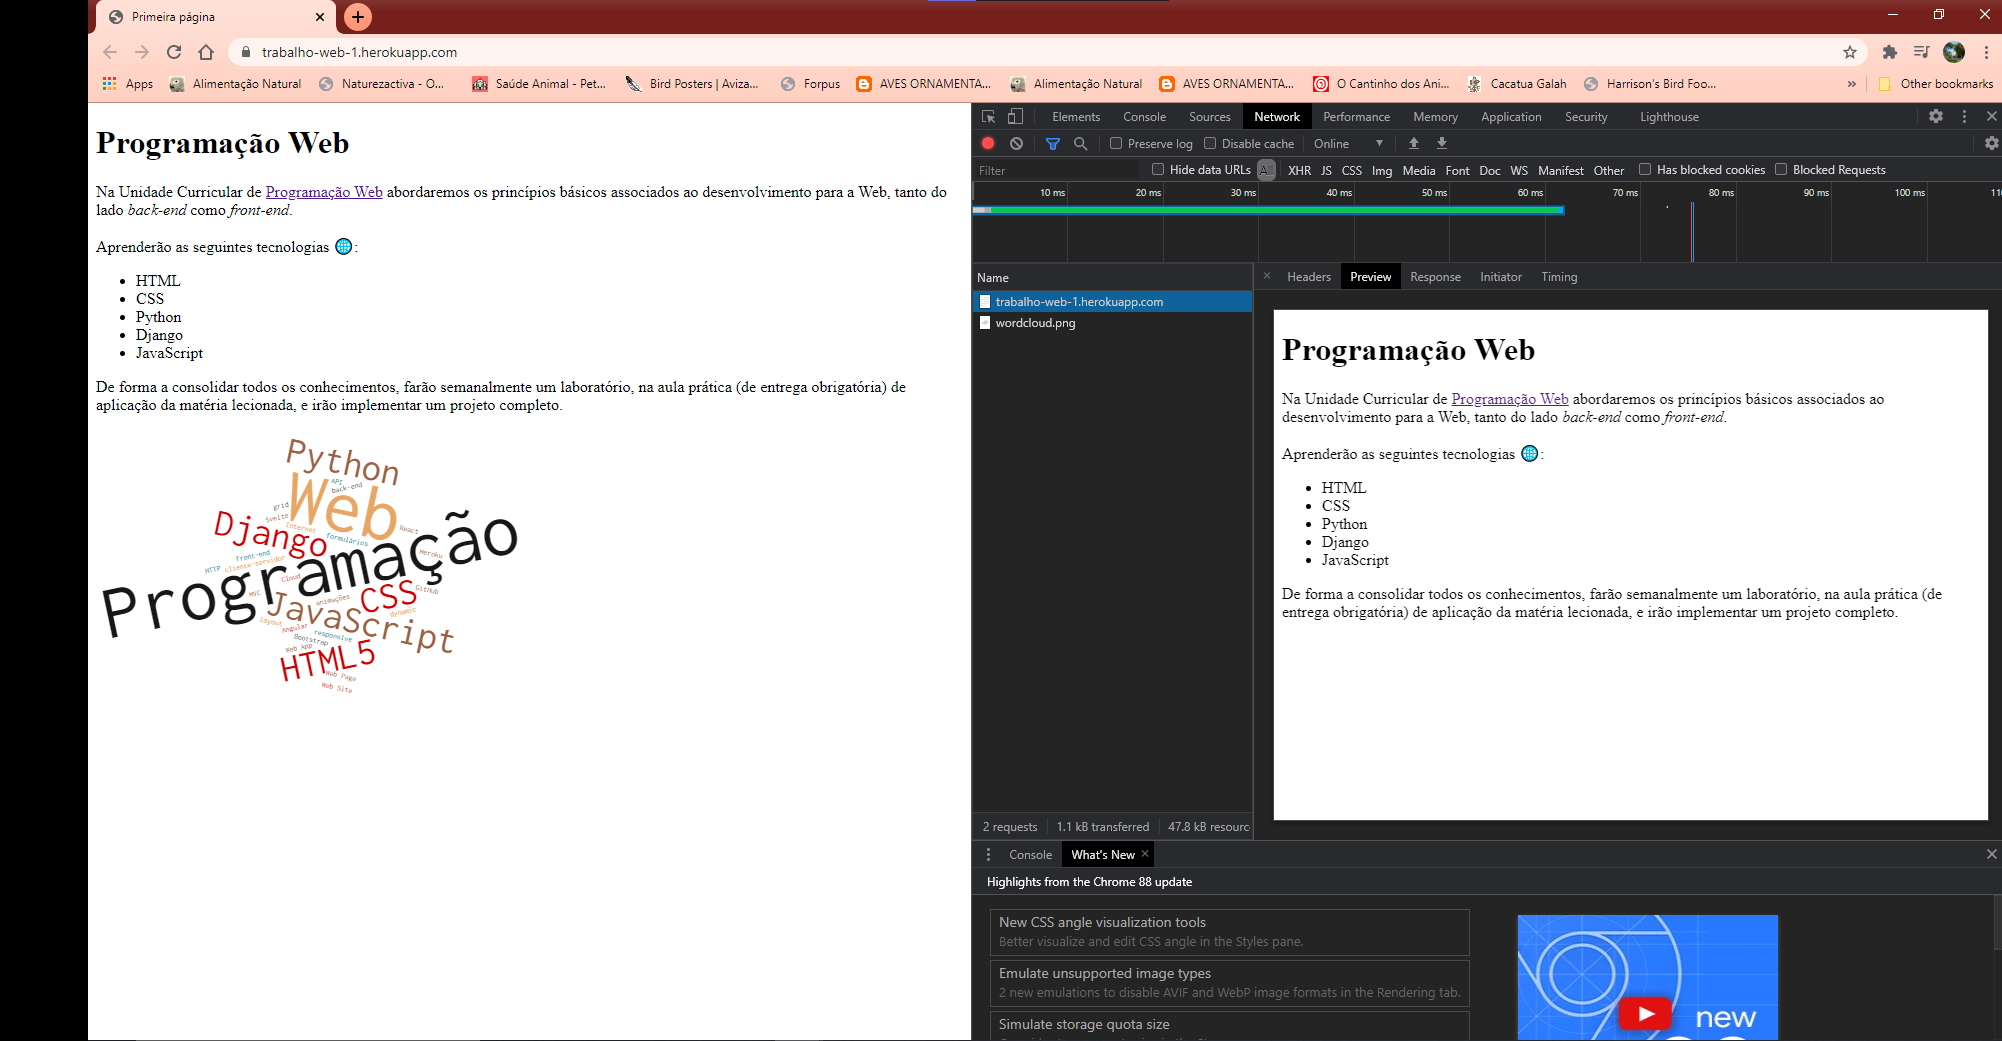 Primeira página
trabalho-web-1.herokuapp.com
Apps Alimentação Natural Naturezactiva - O... Saúde Animal - Pet... Bird Posters | Aviza... Forpus AVES ORNAMENTA... Alimentação Natural AVES ORNAMENTA... O Cantinho dos Ani... Cacatua Galah Harrison's Bird Foo... » Other bookmarks
Programação Web
Na Unidade Curricular de Programação Web abordaremos os princípios básicos associados ao desenvolvimento para a Web, tanto do
lado back-end como front-end.
Aprenderão as seguintes tecnologias 🌐:
• HTML
• CSS
• Python
• Django
• JavaScript
De forma a consolidar todos os conhecimentos, farão semanalmente um laboratório, na aula prática (de entrega obrigatória) de
aplicação da matéria lecionada, e irão implementar um projeto completo.
Python
API
back-end
Web
grid
Svelte
Internet
React
Django
formulários
Programação
front-end
Heroku
HTTP
cliente-servidor
Cloud
MVC
animações
CSS
GitHub
JavaScript
dynamic
layout
Angular
responsive
Bootstrap
Web App
HTML5
Web Page
Web Site
Elements Console Sources Network Performance Memory Application Security Lighthouse
Preserve log Disable cache Online
Filter Hide data URLs All XHR JS CSS Img Media Font Doc WS Manifest Other Has blocked cookies Blocked Requests
10 ms 20 ms 30 ms 40 ms 50 ms 60 ms 70 ms 80 ms 90 ms 100 ms 11
Name
trabalho-web-1.herokuapp.com
wordcloud.png
2 requests 1.1 kB transferred 47.8 kB resourc
Headers Preview Response Initiator Timing
Programação Web
Na Unidade Curricular de Programação Web abordaremos os princípios básicos associados ao
desenvolvimento para a Web, tanto do lado back-end como front-end.
Aprenderão as seguintes tecnologias 🌐:
• HTML
• CSS
• Python
• Django
• JavaScript
De forma a consolidar todos os conhecimentos, farão semanalmente um laboratório, na aula prática (de
entrega obrigatória) de aplicação da matéria lecionada, e irão implementar um projeto completo.
Console What's New
Highlights from the Chrome 88 update
New CSS angle visualization tools
Better visualize and edit CSS angle in the Styles pane.
Emulate unsupported image types
2 new emulations to disable AVIF and WebP image formats in the Rendering tab.
Simulate storage quota size
new